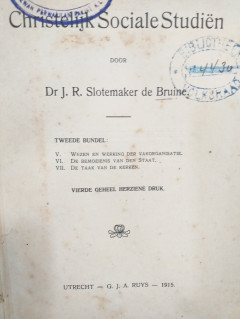 Christelijk Sociale Studiën
DOOR
Dr J. R. Slotemaker de Bruine
TWEEDE BUNDEL:
V. WEZEN EN WERKING DER VAKORGANISATIE.
VI. DE BEMOEIENIS VAN DEN STAAT.
VII. DE TAAK VAN DE KERKEN.
VIERDE GEHEEL HERZIENE DRUK.
UTRECHT — G. J. A. RUYS — 1915